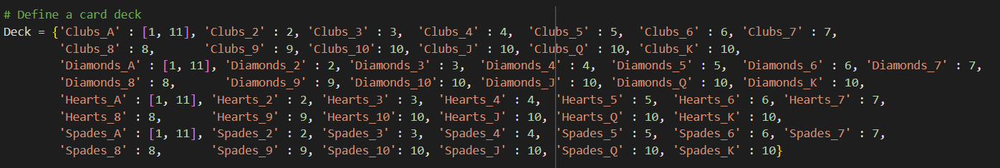 # Define a card deck
Deck = {'Clubs_A' : [1, 11], 'Clubs_2' : 2, 'Clubs_3' : 3,  'Clubs_4' : 4,  'Clubs_5' : 5,  'Clubs_6' : 6, 'Clubs_7' : 7,
        'Clubs_8' : 8,       'Clubs_9' : 9, 'Clubs_10': 10, 'Clubs_J' : 10, 'Clubs_Q' : 10, 'Clubs_K' : 10,
        'Diamonds_A' : [1, 11], 'Diamonds_2' : 2, 'Diamonds_3' : 3,  'Diamonds_4' : 4,  'Diamonds_5' : 5,  'Diamonds_6' : 6, 'Diamonds_7' : 7,
        'Diamonds_8' : 8,       'Diamonds_9' : 9, 'Diamonds_10': 10, 'Diamonds_J' : 10, 'Diamonds_Q' : 10, 'Diamonds_K' : 10,
        'Hearts_A' : [1, 11], 'Hearts_2' : 2, 'Hearts_3' : 3,  'Hearts_4' : 4,  'Hearts_5' : 5,  'Hearts_6' : 6, 'Hearts_7' : 7,
        'Hearts_8' : 8,       'Hearts_9' : 9, 'Hearts_10': 10, 'Hearts_J' : 10, 'Hearts_Q' : 10, 'Hearts_K' : 10,
        'Spades_A' : [1, 11], 'Spades_2' : 2, 'Spades_3' : 3,  'Spades_4' : 4,  'Spades_5' : 5,  'Spades_6' : 6, 'Spades_7' : 7,
        'Spades_8' : 8,       'Spades_9' : 9, 'Spades_10': 10, 'Spades_J' : 10, 'Spades_Q' : 10, 'Spades_K' : 10}